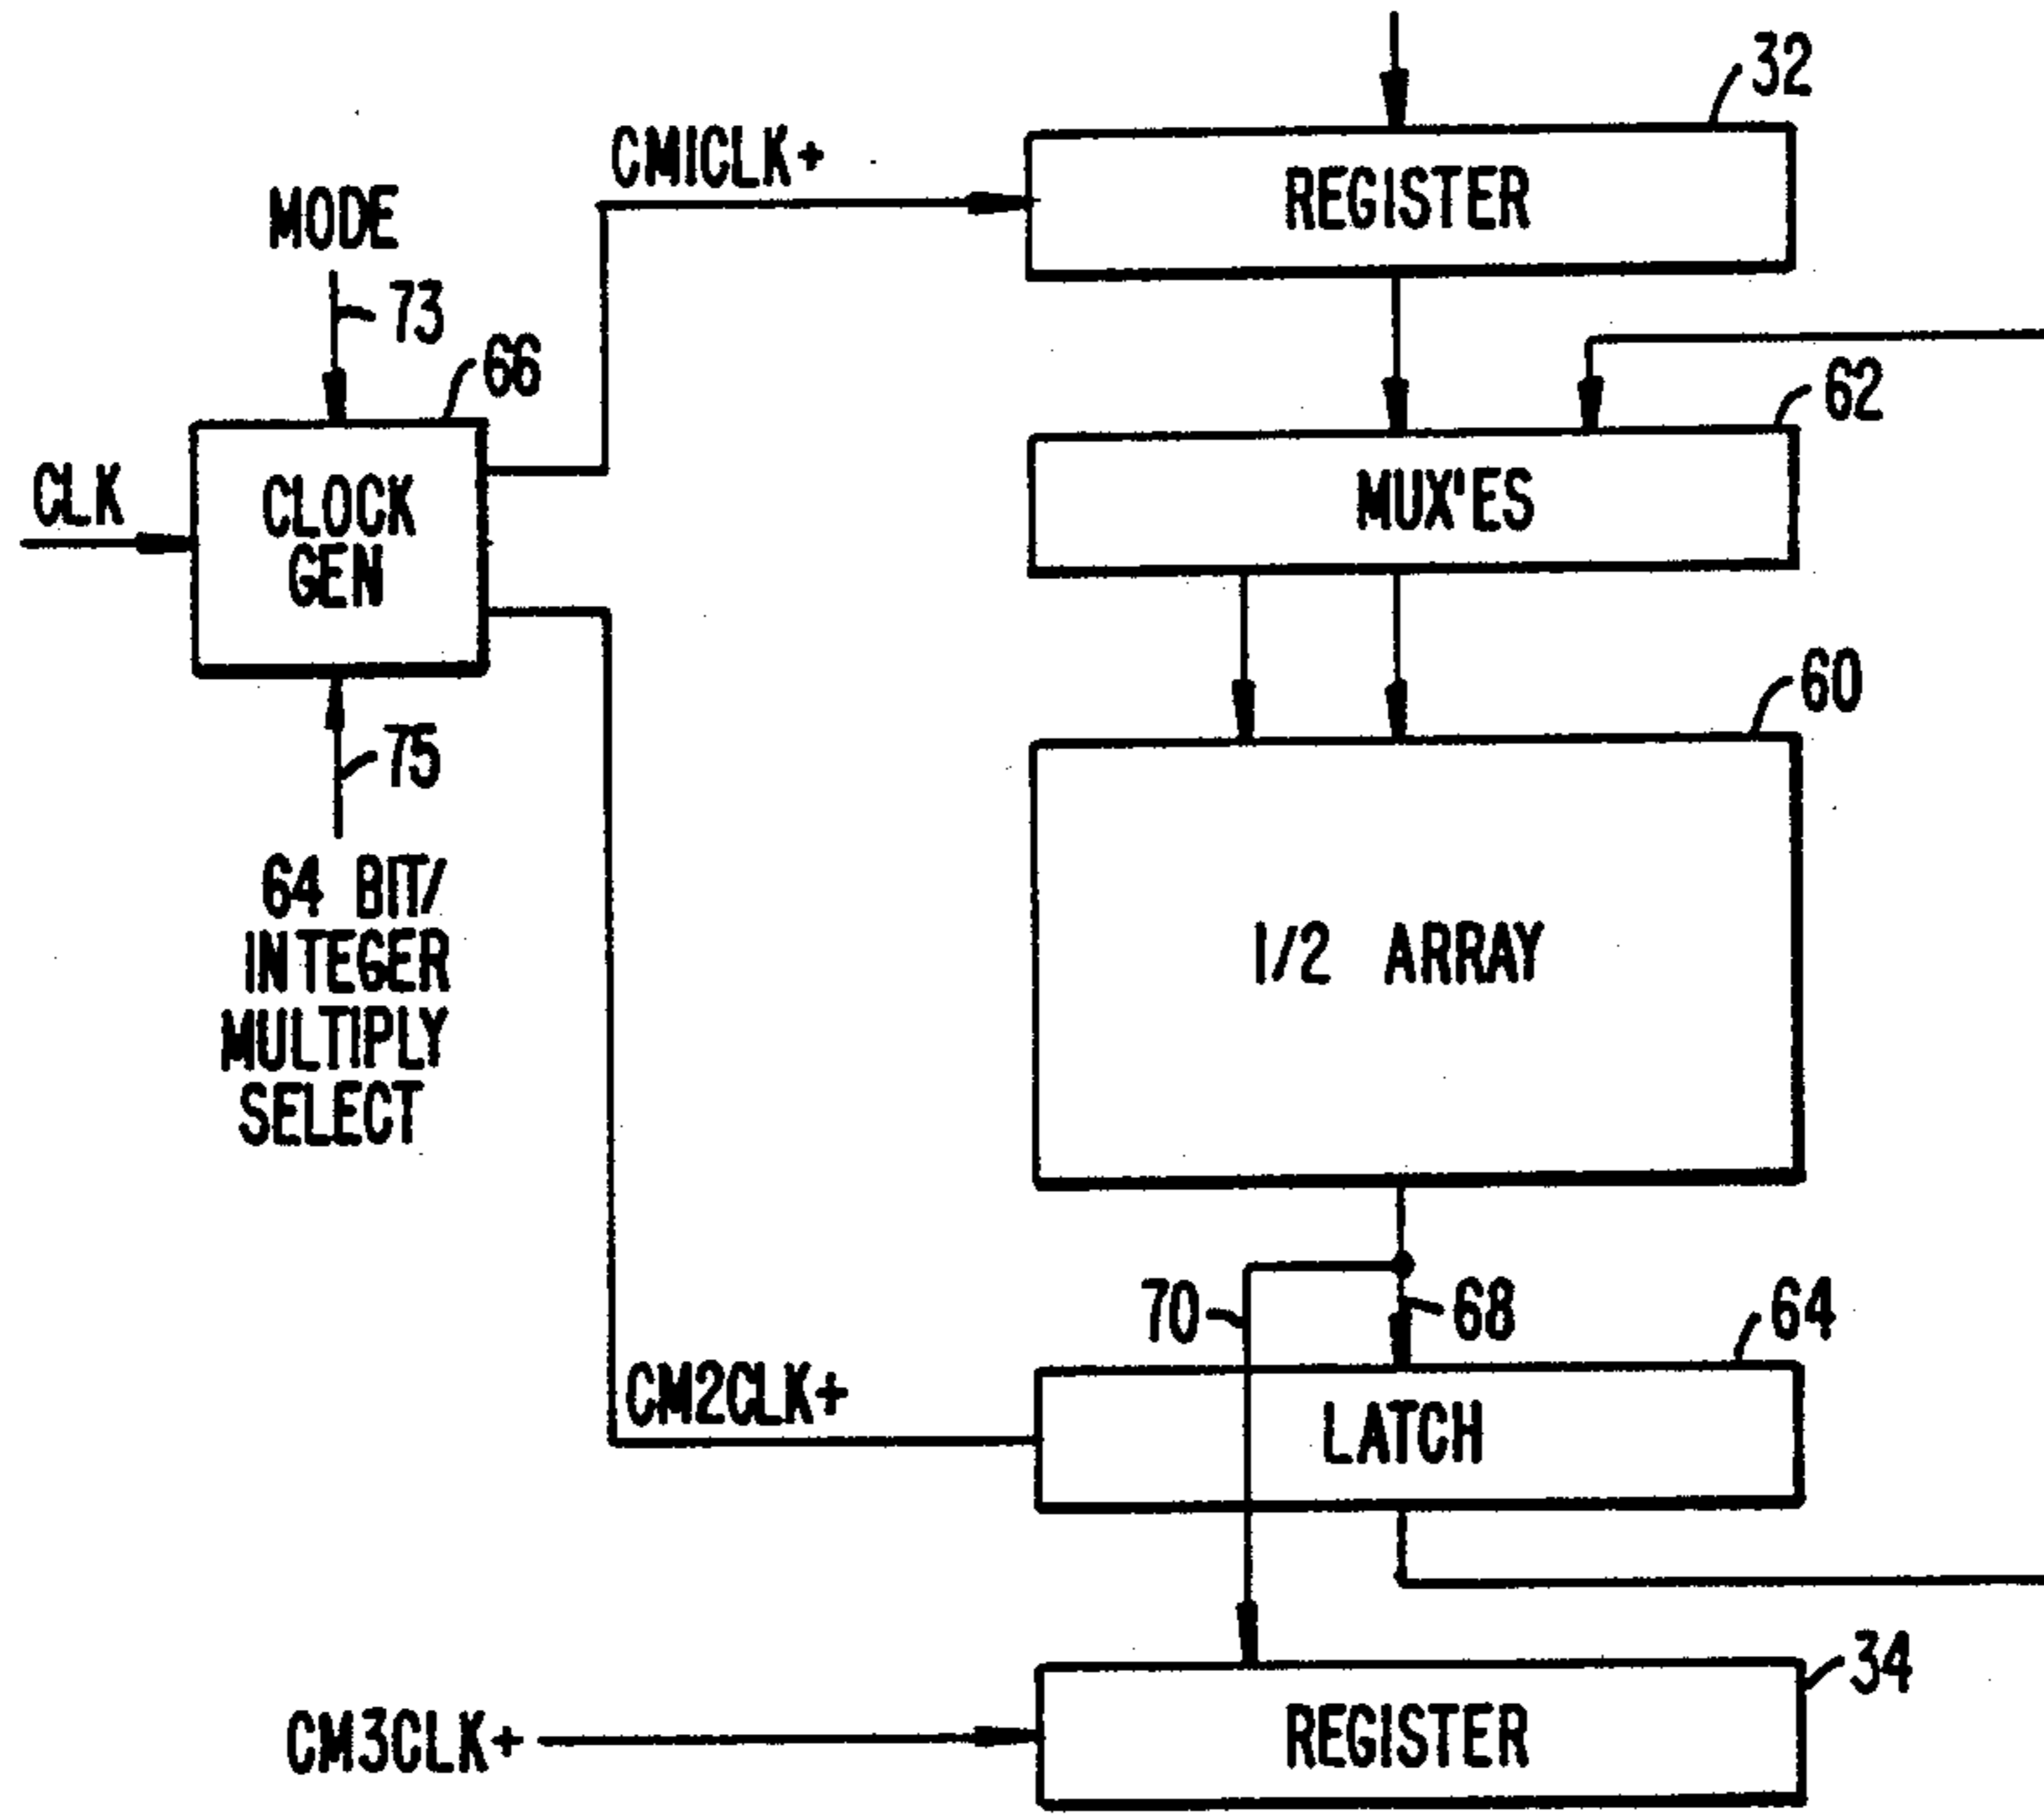 32
CM1CLK+
REGISTER
MODE
73
66
62
CLK
CLOCK
GEN
MUX'ES
60
75
64 BIT/
INTEGER
MULTIPLY
SELECT
1/2 ARRAY
70
68
64
CM2CLK+
LATCH
34
CM3CLK+
REGISTER